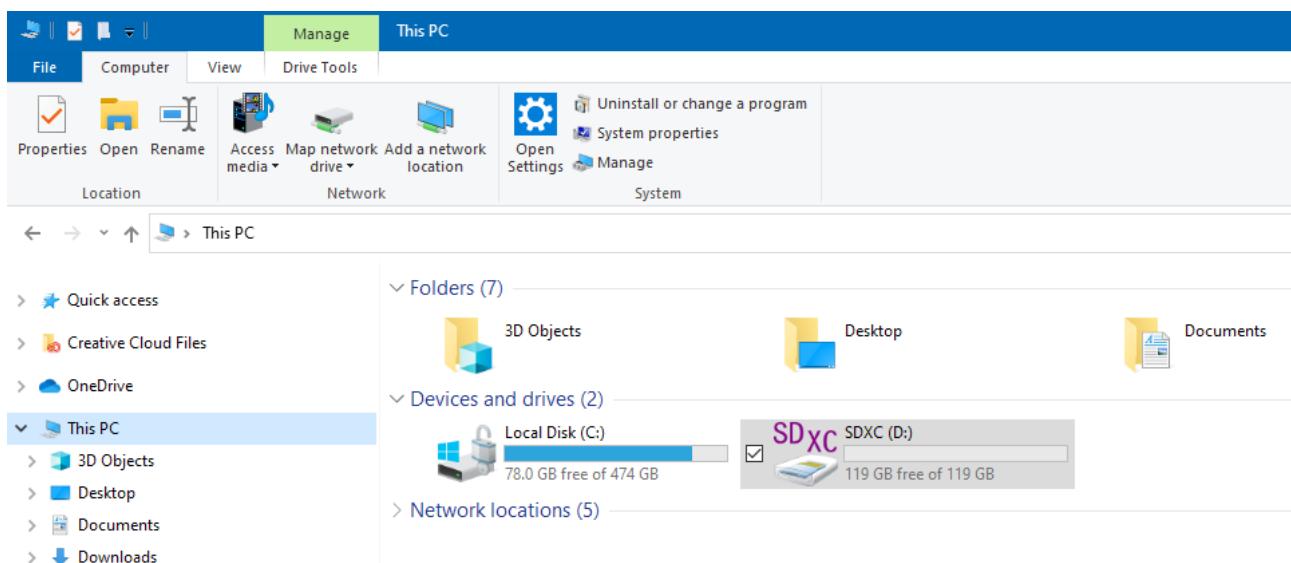 Manage This PC
File Computer View Drive Tools
Properties Open Rename Access media Map network drive Add a network location Open Settings Uninstall or change a program
System properties
Manage
Location Network System
This PC
Quick access
Creative Cloud Files
OneDrive
This PC
3D Objects
Desktop
Documents
Downloads
Folders (7)
3D Objects Desktop Documents
Devices and drives (2)
Local Disk (C:)
78.0 GB free of 474 GB
SDXC
SDXC (D:)
119 GB free of 119 GB
Network locations (5)